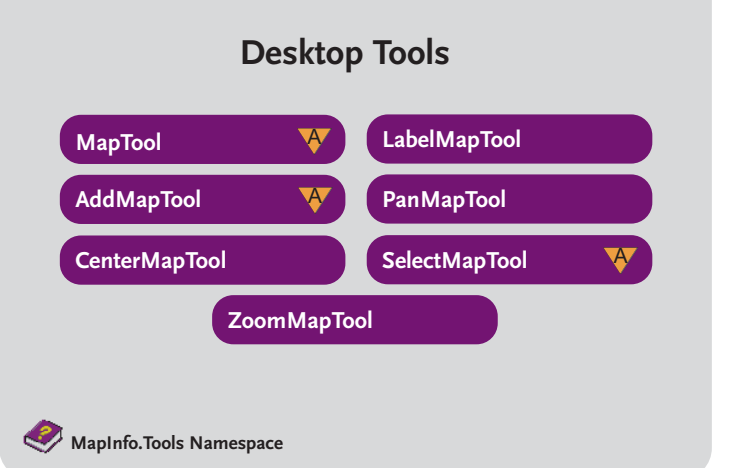 Desktop Tools
MapTool A
LabelMapTool
AddMapTool A
PanMapTool
CenterMapTool
SelectMapTool A
ZoomMapTool
? MapInfo.Tools Namespace